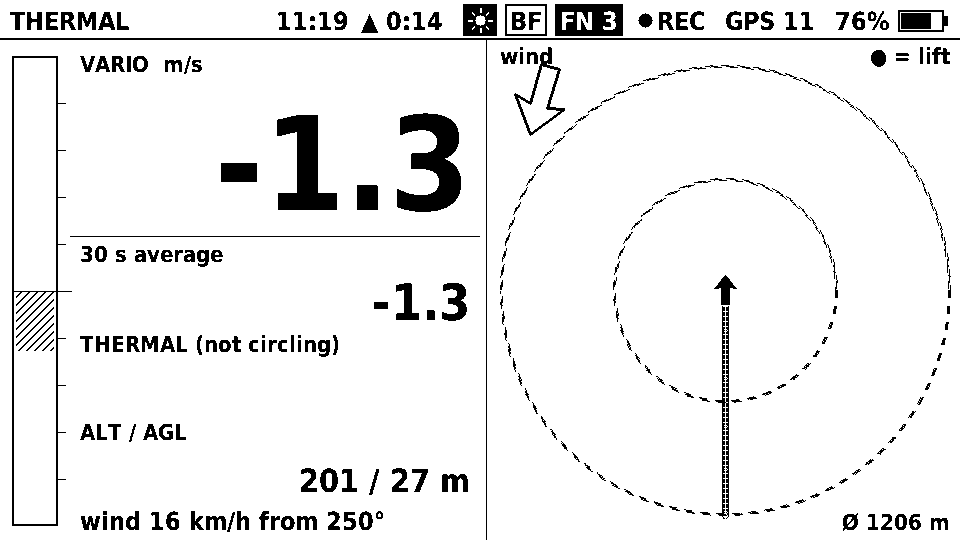 THERMAL 11:19 ▲ 0:14 BF FN 3 ●REC GPS 11 76%
VARIO m/s
-1.3
30 s average
-1.3
THERMAL (not circling)
ALT / AGL
201 / 27 m
wind 16 km/h from 250°
wind
● = lift
Ø 1206 m